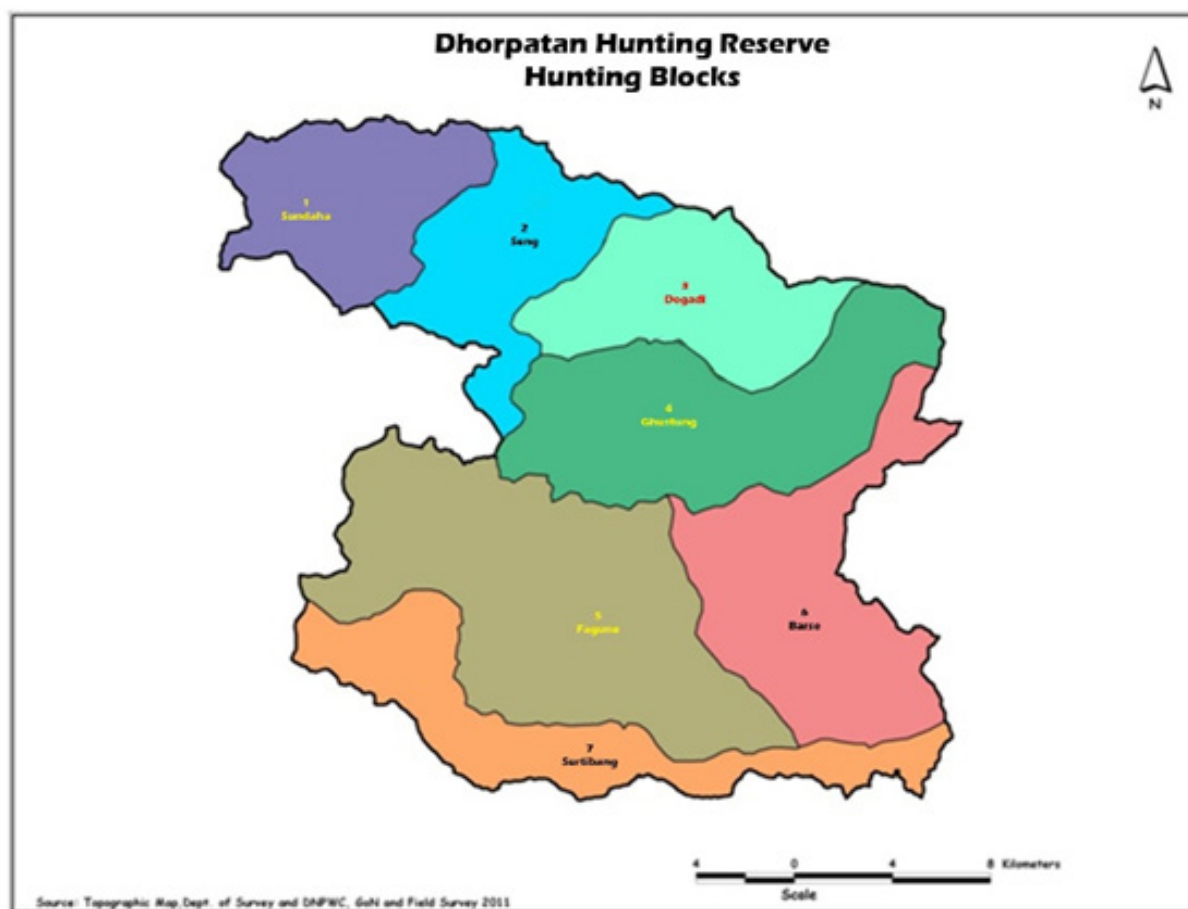 Dhorpatan Hunting Reserve
Hunting Blocks
N
1
Sundaha
2
Seng
3
Dogadi
4
Ghustung
5
Fagune
6
Barse
7
Surtibang
4 0 4 8 Kilometers
Scale
Source: Topographic Map,Dept. of Survey and DNPWC, GoN and Field Survey 2011